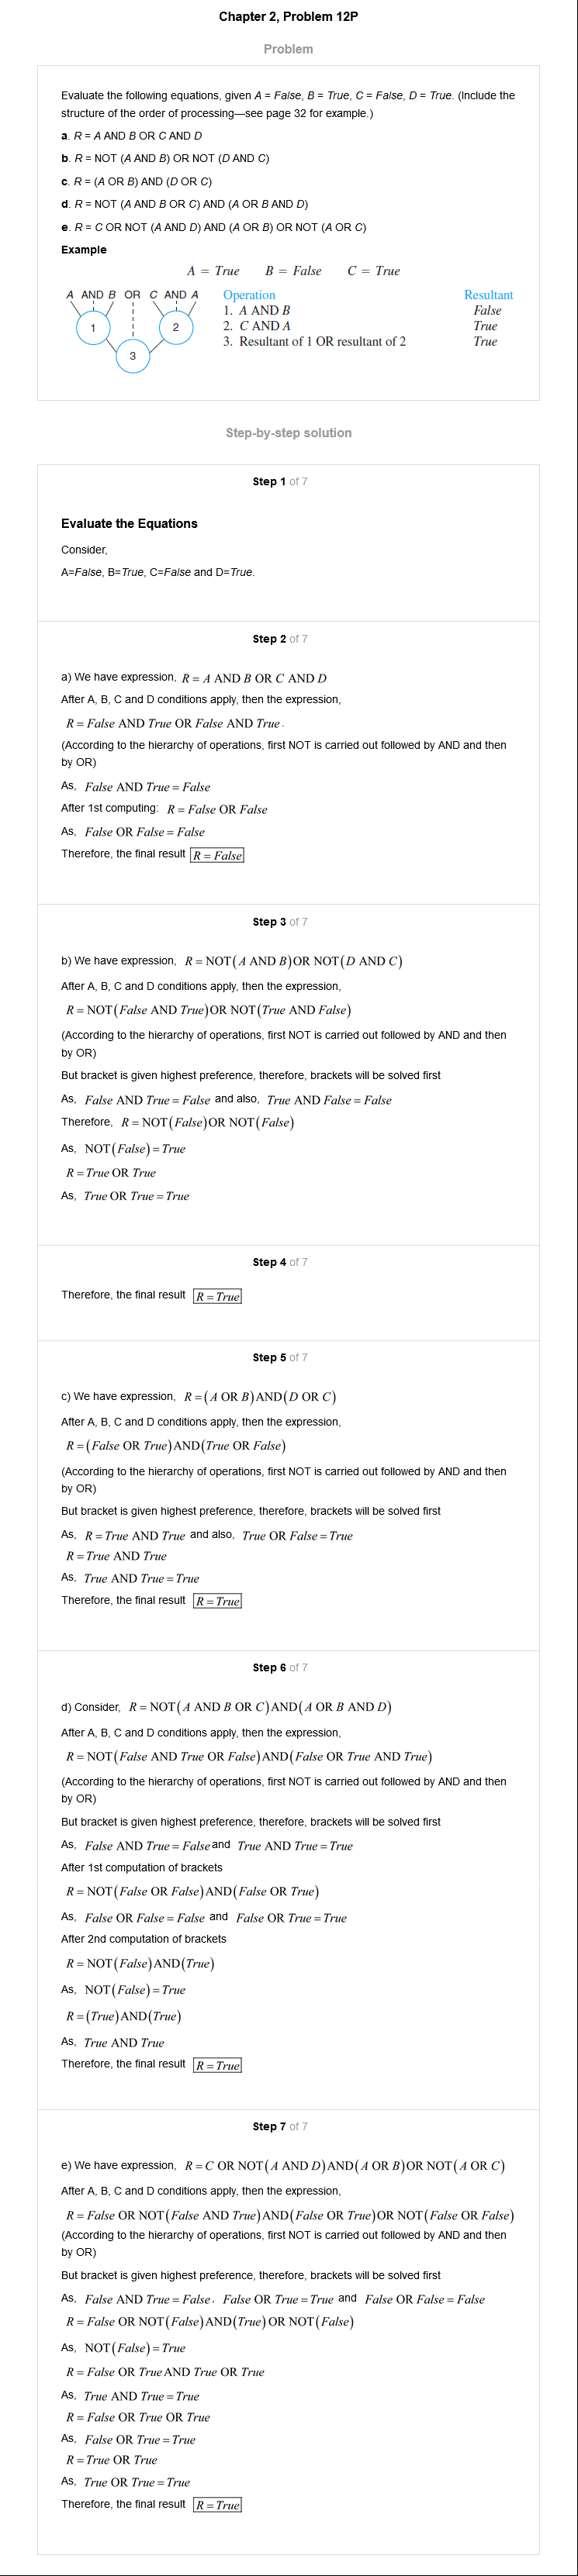 Chapter 2, Problem 12P
Problem
Evaluate the following equations, given A = False, B = True, C = False, D = True. (Include the
structure of the order of processing—see page 32 for example.)
a. R = A AND B OR C AND D
b. R = NOT (A AND B) OR NOT (D AND C)
c. R = (A OR B) AND (D OR C)
d. R = NOT (A AND B OR C) AND (A OR B AND D)
e. R = C OR NOT (A AND D) AND (A OR B) OR NOT (A OR C)
Example
A = True B = False C = True
A AND B OR C AND A Operation Resultant
1. A AND B False
1 2 2. C AND A True
3. Resultant of 1 OR resultant of 2 True
3
Step-by-step solution
Step 1 of 7
Evaluate the Equations
Consider,
A=False, B=True, C=False and D=True.
Step 2 of 7
a) We have expression, R = A AND B OR C AND D
After A, B, C and D conditions apply, then the expression,
R = False AND True OR False AND True .
(According to the hierarchy of operations, first NOT is carried out followed by AND and then
by OR)
As, False AND True = False
After 1st computing: R = False OR False
As, False OR False = False
Therefore, the final result R = False
Step 3 of 7
b) We have expression, R = NOT(A AND B)OR NOT(D AND C)
After A, B, C and D conditions apply, then the expression,
R = NOT(False AND True)OR NOT(True AND False)
(According to the hierarchy of operations, first NOT is carried out followed by AND and then
by OR)
But bracket is given highest preference, therefore, brackets will be solved first
As, False AND True = False and also, True AND False = False
Therefore, R = NOT(False)OR NOT(False)
As, NOT(False) = True
R = True OR True
As, True OR True = True
Step 4 of 7
Therefore, the final result R = True
Step 5 of 7
c) We have expression, R = (A OR B)AND(D OR C)
After A, B, C and D conditions apply, then the expression,
R = (False OR True)AND(True OR False)
(According to the hierarchy of operations, first NOT is carried out followed by AND and then
by OR)
But bracket is given highest preference, therefore, brackets will be solved first
As, R = True AND True and also, True OR False = True
R = True AND True
As, True AND True = True
Therefore, the final result R = True
Step 6 of 7
d) Consider, R = NOT(A AND B OR C)AND(A OR B AND D)
After A, B, C and D conditions apply, then the expression,
R = NOT(False AND True OR False)AND(False OR True AND True)
(According to the hierarchy of operations, first NOT is carried out followed by AND and then
by OR)
But bracket is given highest preference, therefore, brackets will be solved first
As, False AND True = False and True AND True = True
After 1st computation of brackets
R = NOT(False OR False)AND(False OR True)
As, False OR False = False and False OR True = True
After 2nd computation of brackets
R = NOT(False)AND(True)
As, NOT(False) = True
R = (True)AND(True)
As, True AND True
Therefore, the final result R = True
Step 7 of 7
e) We have expression, R = C OR NOT(A AND D)AND(A OR B)OR NOT(A OR C)
After A, B, C and D conditions apply, then the expression,
R = False OR NOT(False AND True)AND(False OR True)OR NOT(False OR False)
(According to the hierarchy of operations, first NOT is carried out followed by AND and then
by OR)
But bracket is given highest preference, therefore, brackets will be solved first
As, False AND True = False, False OR True = True and False OR False = False
R = False OR NOT(False)AND(True)OR NOT(False)
As, NOT(False) = True
R = False OR True AND True OR True
As, True AND True = True
R = False OR True OR True
As, False OR True = True
R = True OR True
As, True OR True = True
Therefore, the final result R = True